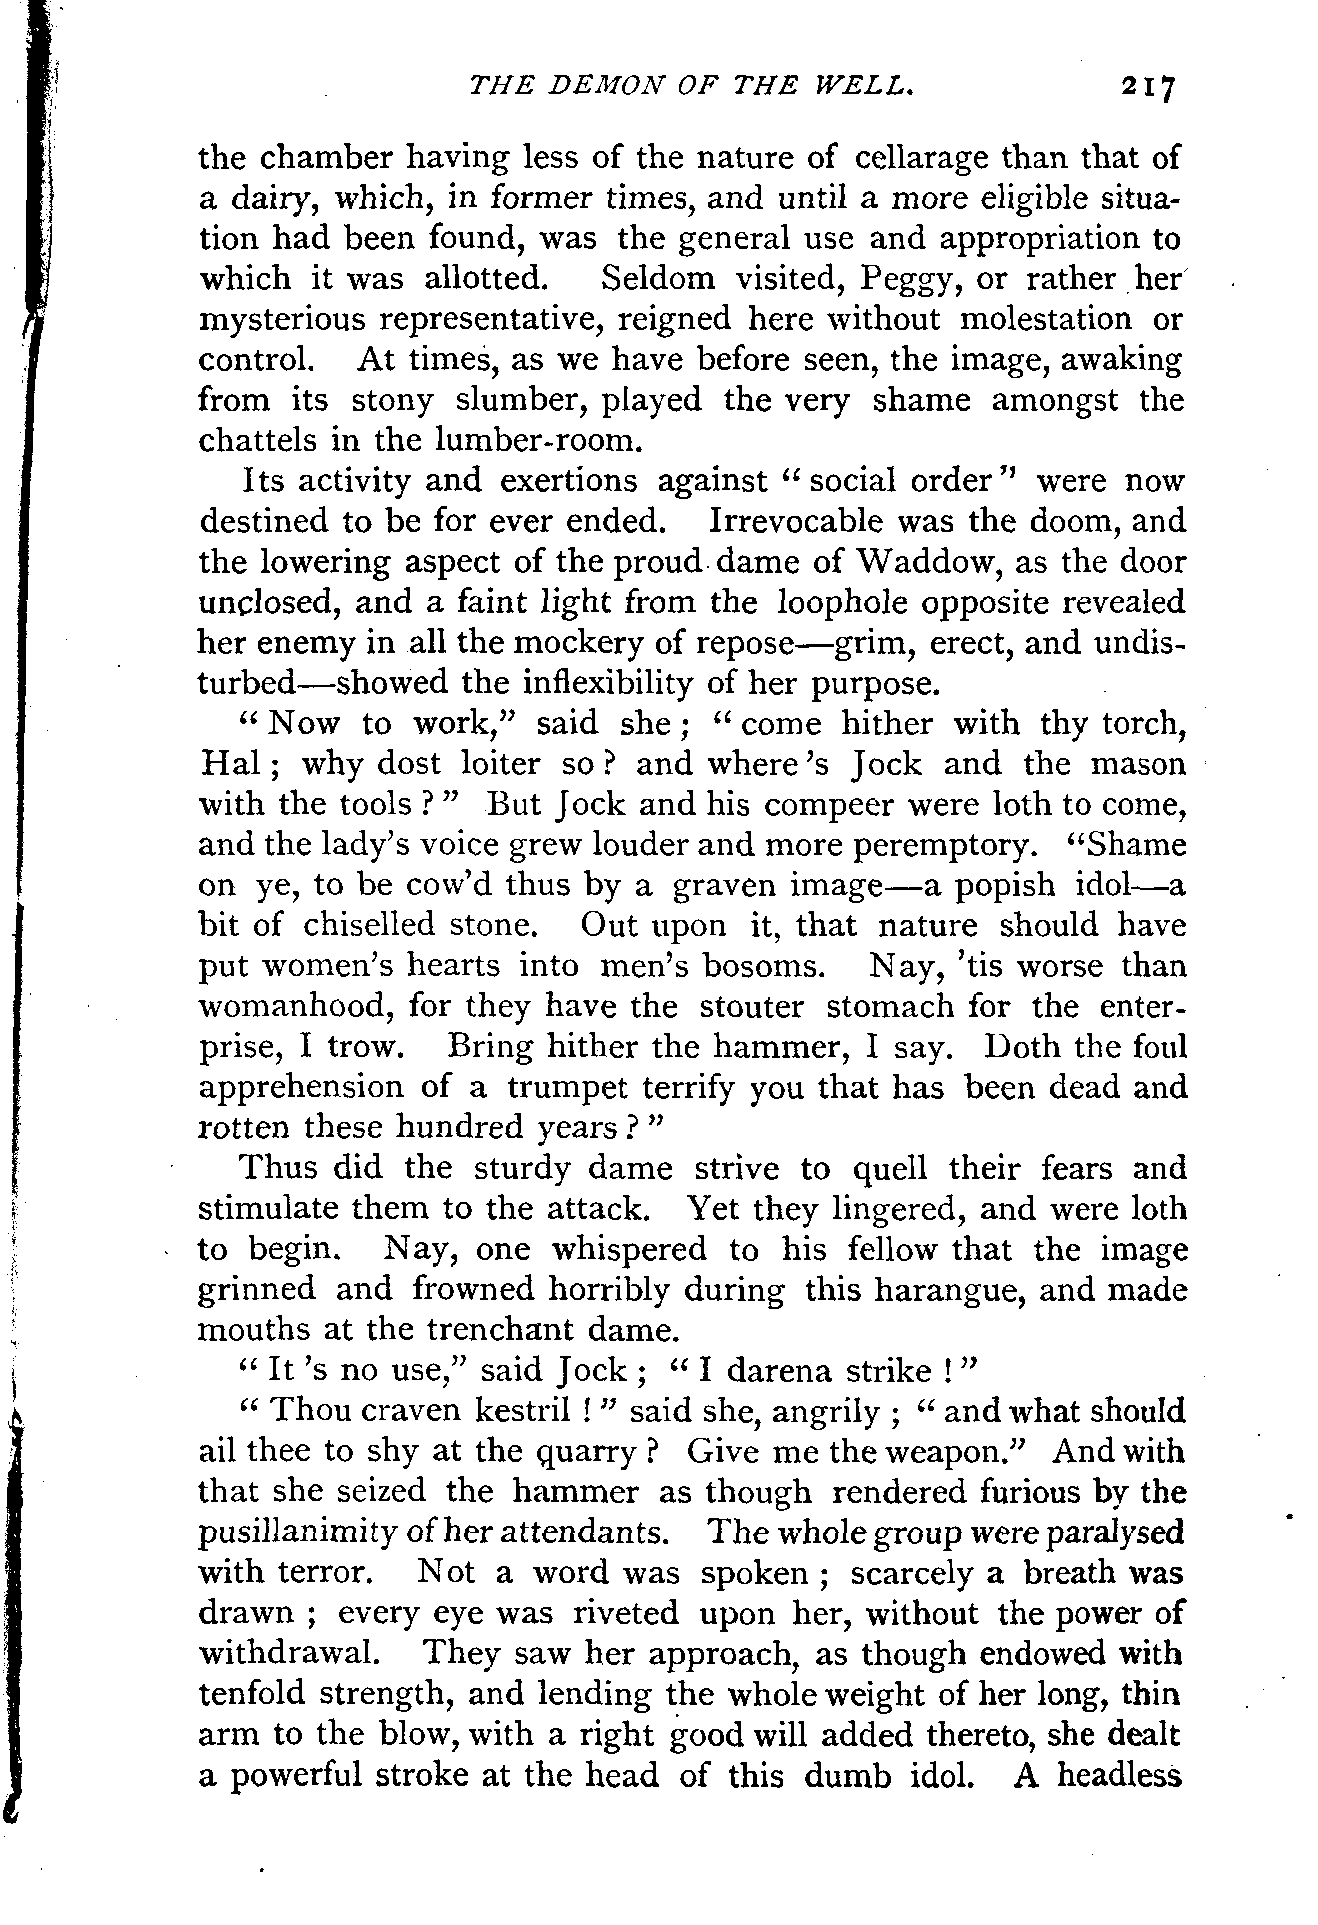 THE DEMON OF THE WELL. 217
the chamber having less of the nature of cellarage than that of
a dairy, which, in former times, and until a more eligible situa-
tion had been found, was the general use and appropriation to
which it was allotted. Seldom visited, Peggy, or rather her
mysterious representative, reigned here without molestation or
control. At times, as we have before seen, the image, awaking
from its stony slumber, played the very shame amongst the
chattels in the lumber-room.
Its activity and exertions against “ social order ” were now
destined to be for ever ended. Irrevocable was the doom, and
the lowering aspect of the proud dame of Waddow, as the door
unclosed, and a faint light from the loophole opposite revealed
her enemy in all the mockery of repose—grim, erect, and undis-
turbed—showed the inflexibility of her purpose.
“ Now to work,” said she ; “ come hither with thy torch,
Hal ; why dost loiter so ? and where 's Jock and the mason
with the tools ? ” But Jock and his compeer were loth to come,
and the lady's voice grew louder and more peremptory. “Shame
on ye, to be cow'd thus by a graven image—a popish idol—a
bit of chiselled stone. Out upon it, that nature should have
put women's hearts into men's bosoms. Nay, 'tis worse than
womanhood, for they have the stouter stomach for the enter-
prise, I trow. Bring hither the hammer, I say. Doth the foul
apprehension of a trumpet terrify you that has been dead and
rotten these hundred years ? ”
Thus did the sturdy dame strive to quell their fears and
stimulate them to the attack. Yet they lingered, and were loth
to begin. Nay, one whispered to his fellow that the image
grinned and frowned horribly during this harangue, and made
mouths at the trenchant dame.
“ It 's no use,” said Jock ; “ I darena strike ! ”
“ Thou craven kestril ! ” said she, angrily ; “ and what should
ail thee to shy at the quarry ? Give me the weapon.” And with
that she seized the hammer as though rendered furious by the
pusillanimity of her attendants. The whole group were paralysed
with terror. Not a word was spoken ; scarcely a breath was
drawn ; every eye was riveted upon her, without the power of
withdrawal. They saw her approach, as though endowed with
tenfold strength, and lending the whole weight of her long, thin
arm to the blow, with a right good will added thereto, she dealt
a powerful stroke at the head of this dumb idol. A headless